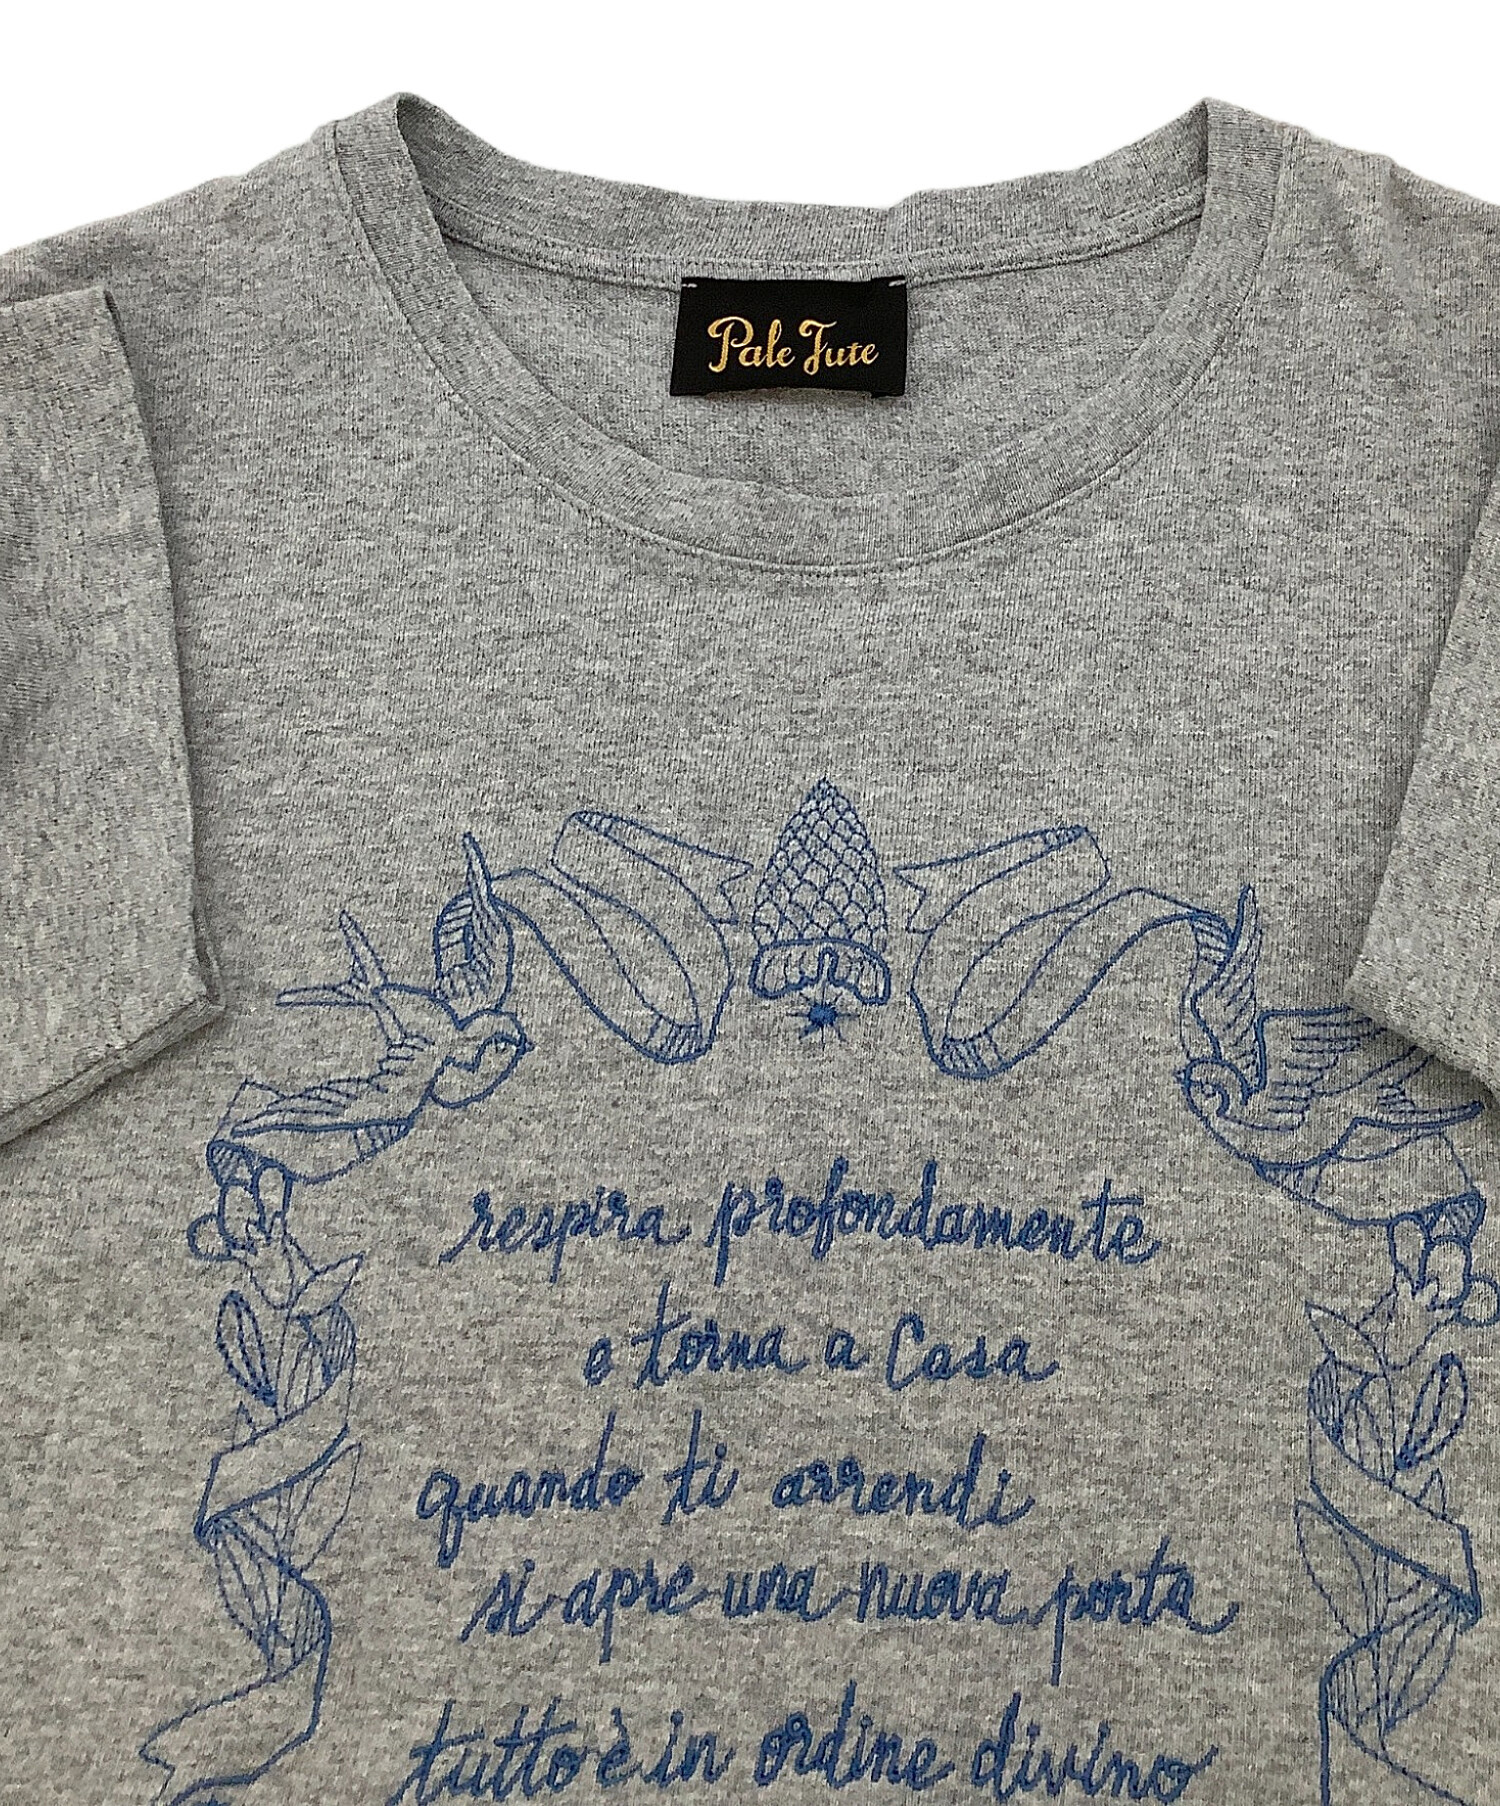 Pale Jute
respira profondamente
e torna a Casa
quando ti arrendi
si apre una nuova porta
tutto è in ordine divino